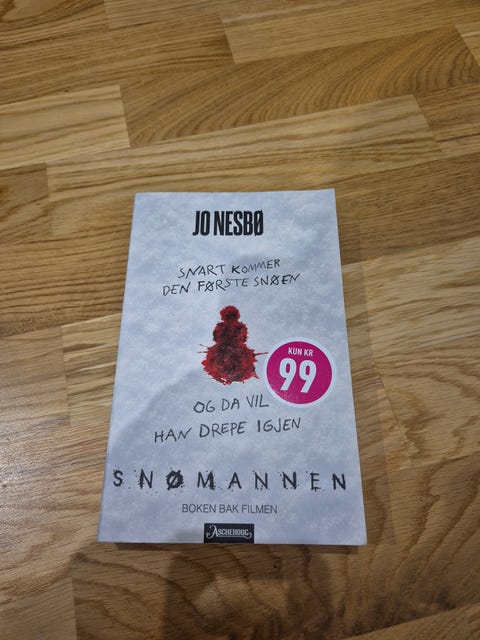 JO NESBØ
SNART KOMMER
DEN FØRSTE SNØEN
KUN KR
99
OG DA VIL
HAN DREPE IGJEN
SNØMANNEN
BOKEN BAK FILMEN
ASCHEHOUG